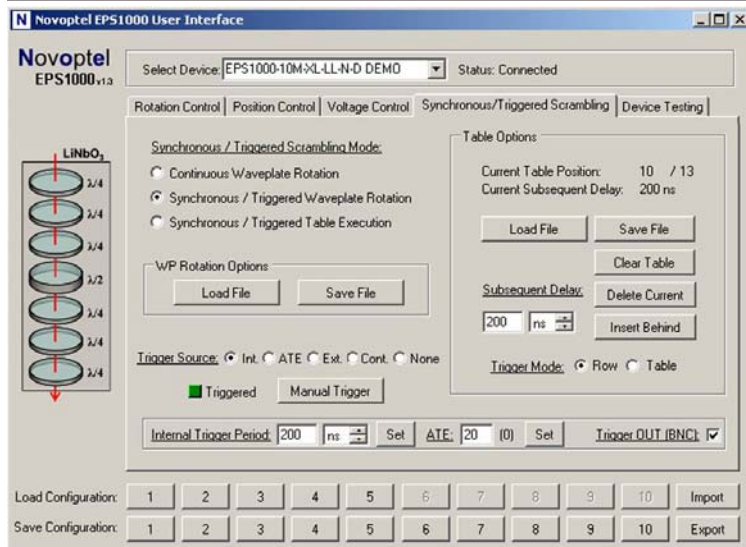 N Novoptel EPS1000 User Interface
Novoptel
EPS1000 v1.3
Select Device: EPS1000-10M-XL-LL-N-D DEMO Status: Connected
Rotation Control Position Control Voltage Control Synchronous/Triggered Scrambling Device Testing
LiNbO3
λ/4
λ/4
λ/4
λ/2
λ/4
λ/4
λ/4
Synchronous / Triggered Scrambling Mode:
Continuous Waveplate Rotation
Synchronous / Triggered Waveplate Rotation
Synchronous / Triggered Table Execution
WP Rotation Options
Load File Save File
Table Options
Current Table Position: 10 / 13
Current Subsequent Delay: 200 ns
Load File Save File
Clear Table
Subsequent Delay: Delete Current
200 ns Insert Behind
Trigger Mode: Row Table
Trigger Source: Int. ATE Ext. Cont. None
Triggered Manual Trigger
Internal Trigger Period: 200 ns Set ATE: 20 (0) Set Trigger OUT (BNC):
Load Configuration: 1 2 3 4 5 6 7 8 9 10 Import
Save Configuration: 1 2 3 4 5 6 7 8 9 10 Export